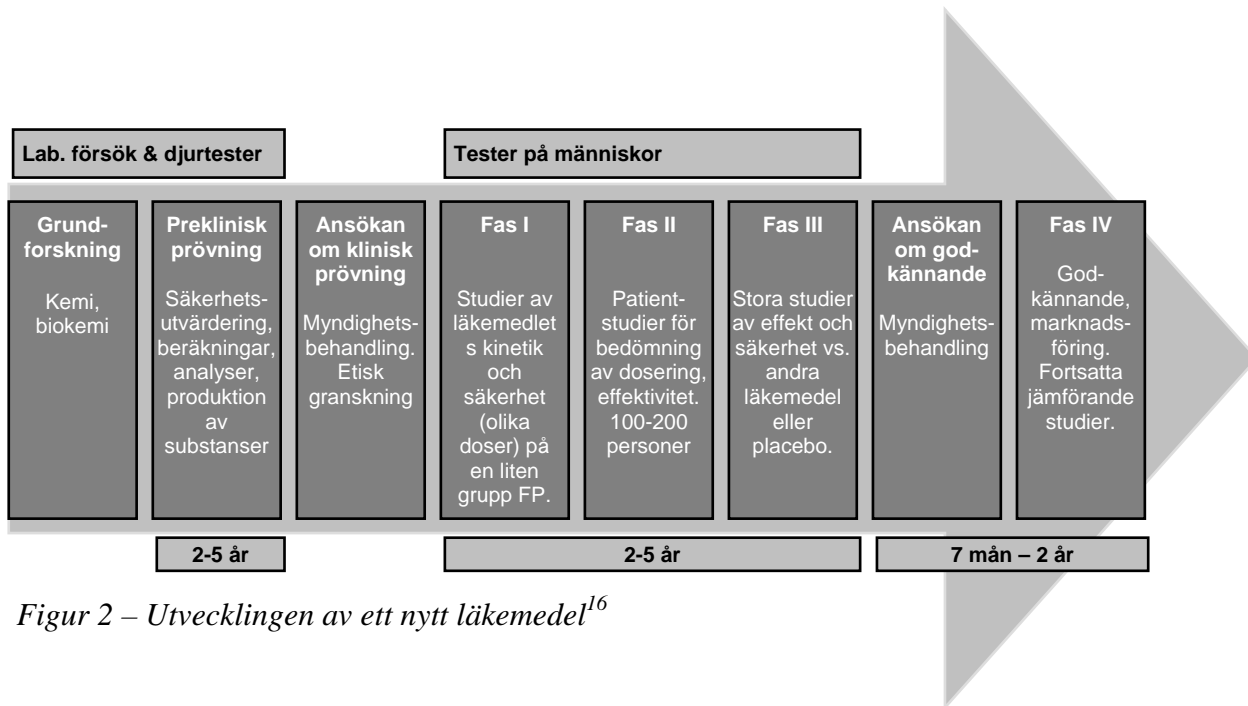 Lab. försök & djurtester
Tester på människor
Grund-
forskning
Kemi,
biokemi
Preklinisk
prövning
Säkerhets-
utvärdering,
beräkningar,
analyser,
produktion
av
substanser
Ansökan
om klinisk
prövning
Myndighets-
behandling.
Etisk
granskning
Fas I
Studier av
läkemedlet
s kinetik
och
säkerhet
(olika
doser) på
en liten
grupp FP.
Fas II
Patient-
studier för
bedömning
av dosering,
effektivitet.
100-200
personer
Fas III
Stora studier
av effekt och
säkerhet vs.
andra
läkemedel
eller
placebo.
Ansökan
om god-
kännande
Myndighets-
behandling
Fas IV
God-
kännande,
marknads-
föring.
Fortsatta
jämförande
studier.
2-5 år
2-5 år
7 mån – 2 år
Figur 2 – Utvecklingen av ett nytt läkemedel16